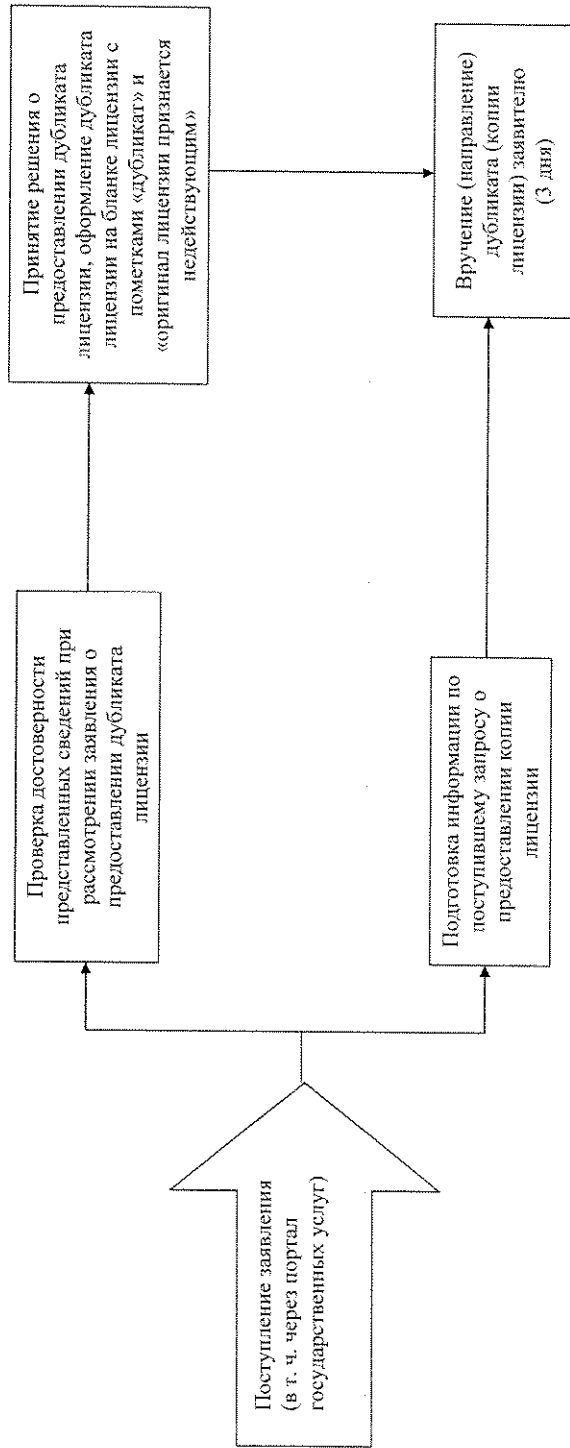 Поступление заявления
(в т. ч. через портал
государственных услуг)
Проверка достоверности
представленных сведений при
рассмотрении заявления о
предоставлении дубликата
лицензии
Принятие решения о
предоставлении дубликата
лицензии, оформление дубликата
лицензии на бланке лицензии с
пометками «дубликат» и
«оригинал лицензии признается
недействующим»
Подготовка информации по
поступившему запросу о
предоставлении копии
лицензии
Вручение (направление)
дубликата (копии
лицензии) заявителю
(3 дня)